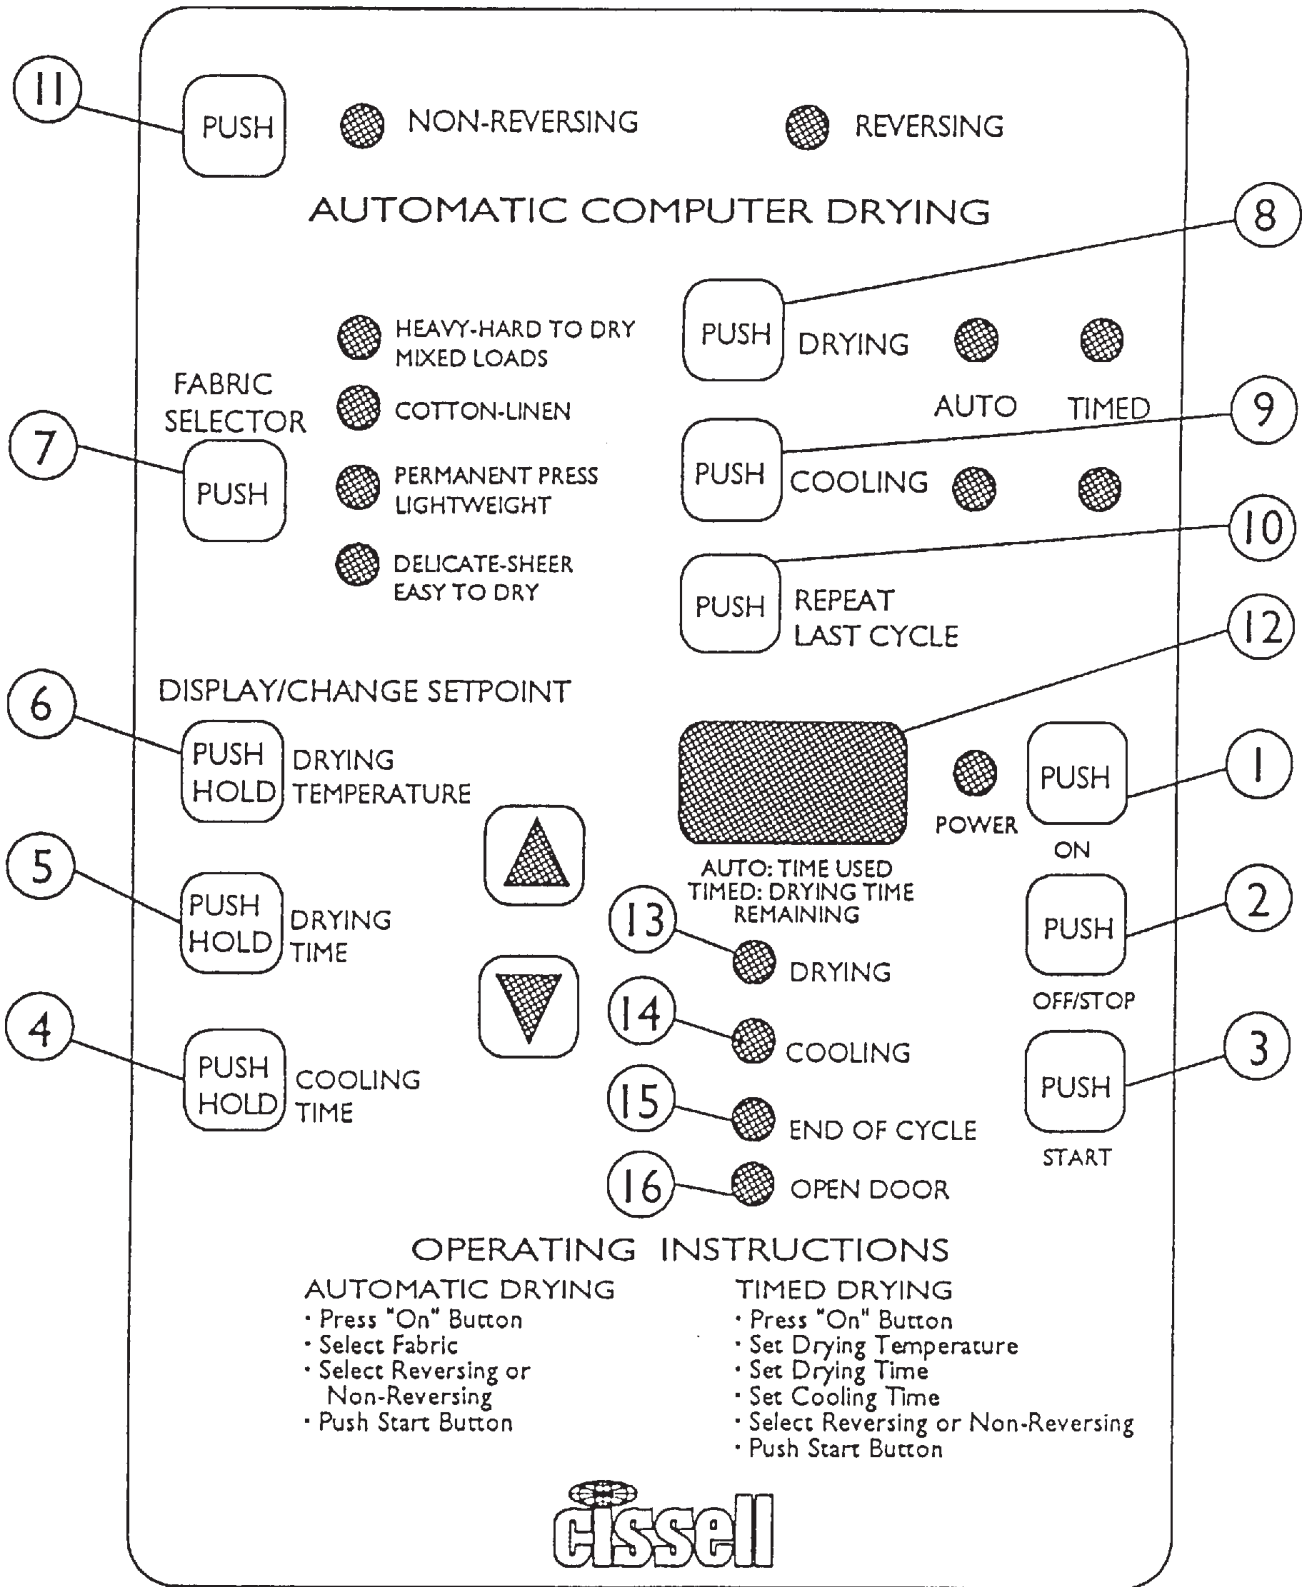 11
PUSH
NON-REVERSING
REVERSING
AUTOMATIC COMPUTER DRYING
8
HEAVY-HARD TO DRY
MIXED LOADS
COTTON-LINEN
PERMANENT PRESS
LIGHTWEIGHT
DELICATE-SHEER
EASY TO DRY
FABRIC
SELECTOR
7
PUSH
PUSH
DRYING
AUTO
TIMED
9
PUSH
COOLING
10
PUSH
REPEAT
LAST CYCLE
12
DISPLAY/CHANGE SETPOINT
6
PUSH
HOLD
DRYING
TEMPERATURE
5
PUSH
HOLD
DRYING
TIME
4
PUSH
HOLD
COOLING
TIME
AUTO: TIME USED
TIMED: DRYING TIME
REMAINING
POWER
PUSH
ON
1
PUSH
OFF/STOP
2
PUSH
START
3
13
DRYING
14
COOLING
15
END OF CYCLE
16
OPEN DOOR
OPERATING INSTRUCTIONS
AUTOMATIC DRYING
· Press "On" Button
· Select Fabric
· Select Reversing or
Non-Reversing
· Push Start Button
TIMED DRYING
· Press "On" Button
· Set Drying Temperature
· Set Drying Time
· Set Cooling Time
· Select Reversing or Non-Reversing
· Push Start Button
cissell